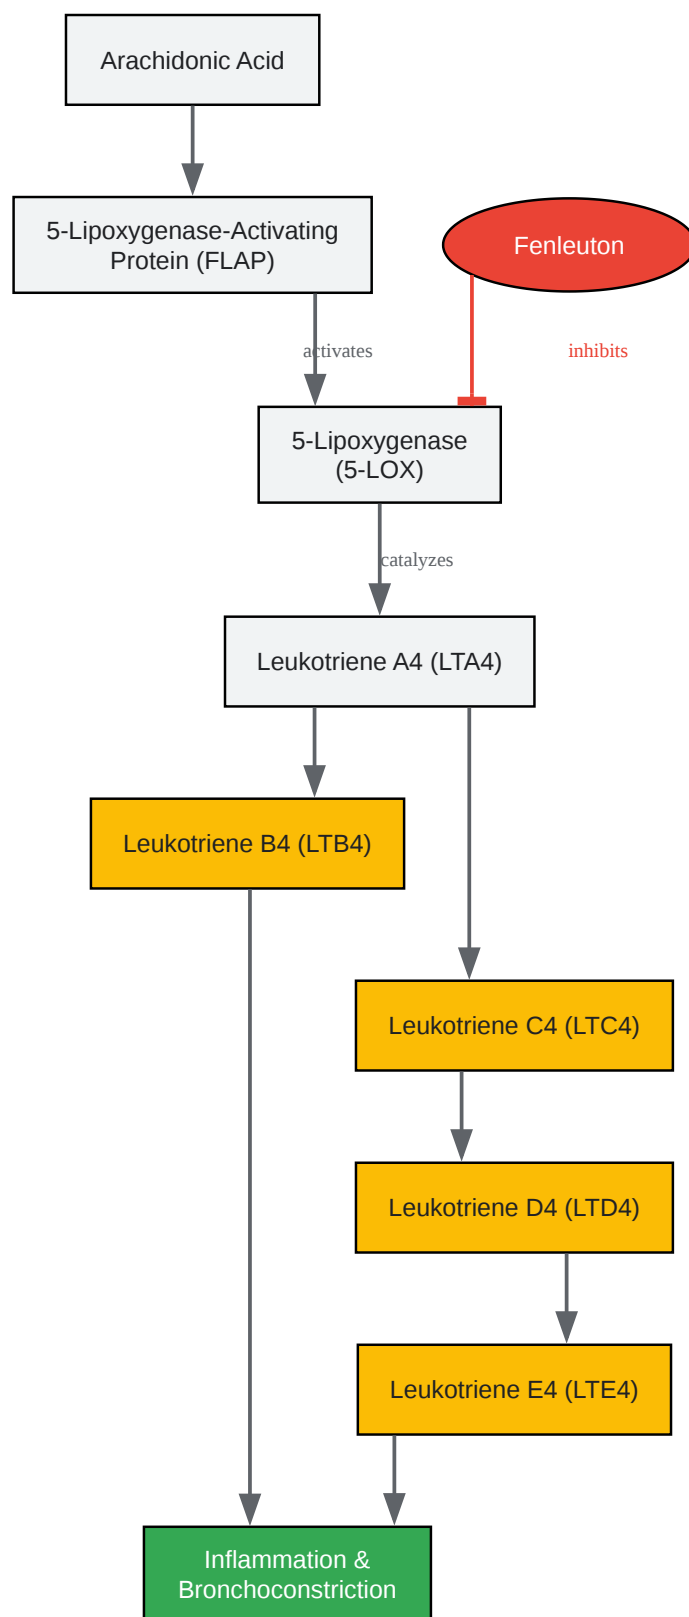 Arachidonic Acid
5-Lipoxygenase-Activating
Protein (FLAP)
Fenleuton
activates
inhibits
5-Lipoxygenase
(5-LOX)
catalyzes
Leukotriene A4 (LTA4)
Leukotriene B4 (LTB4)
Leukotriene C4 (LTC4)
Leukotriene D4 (LTD4)
Leukotriene E4 (LTE4)
Inflammation &
Bronchoconstriction